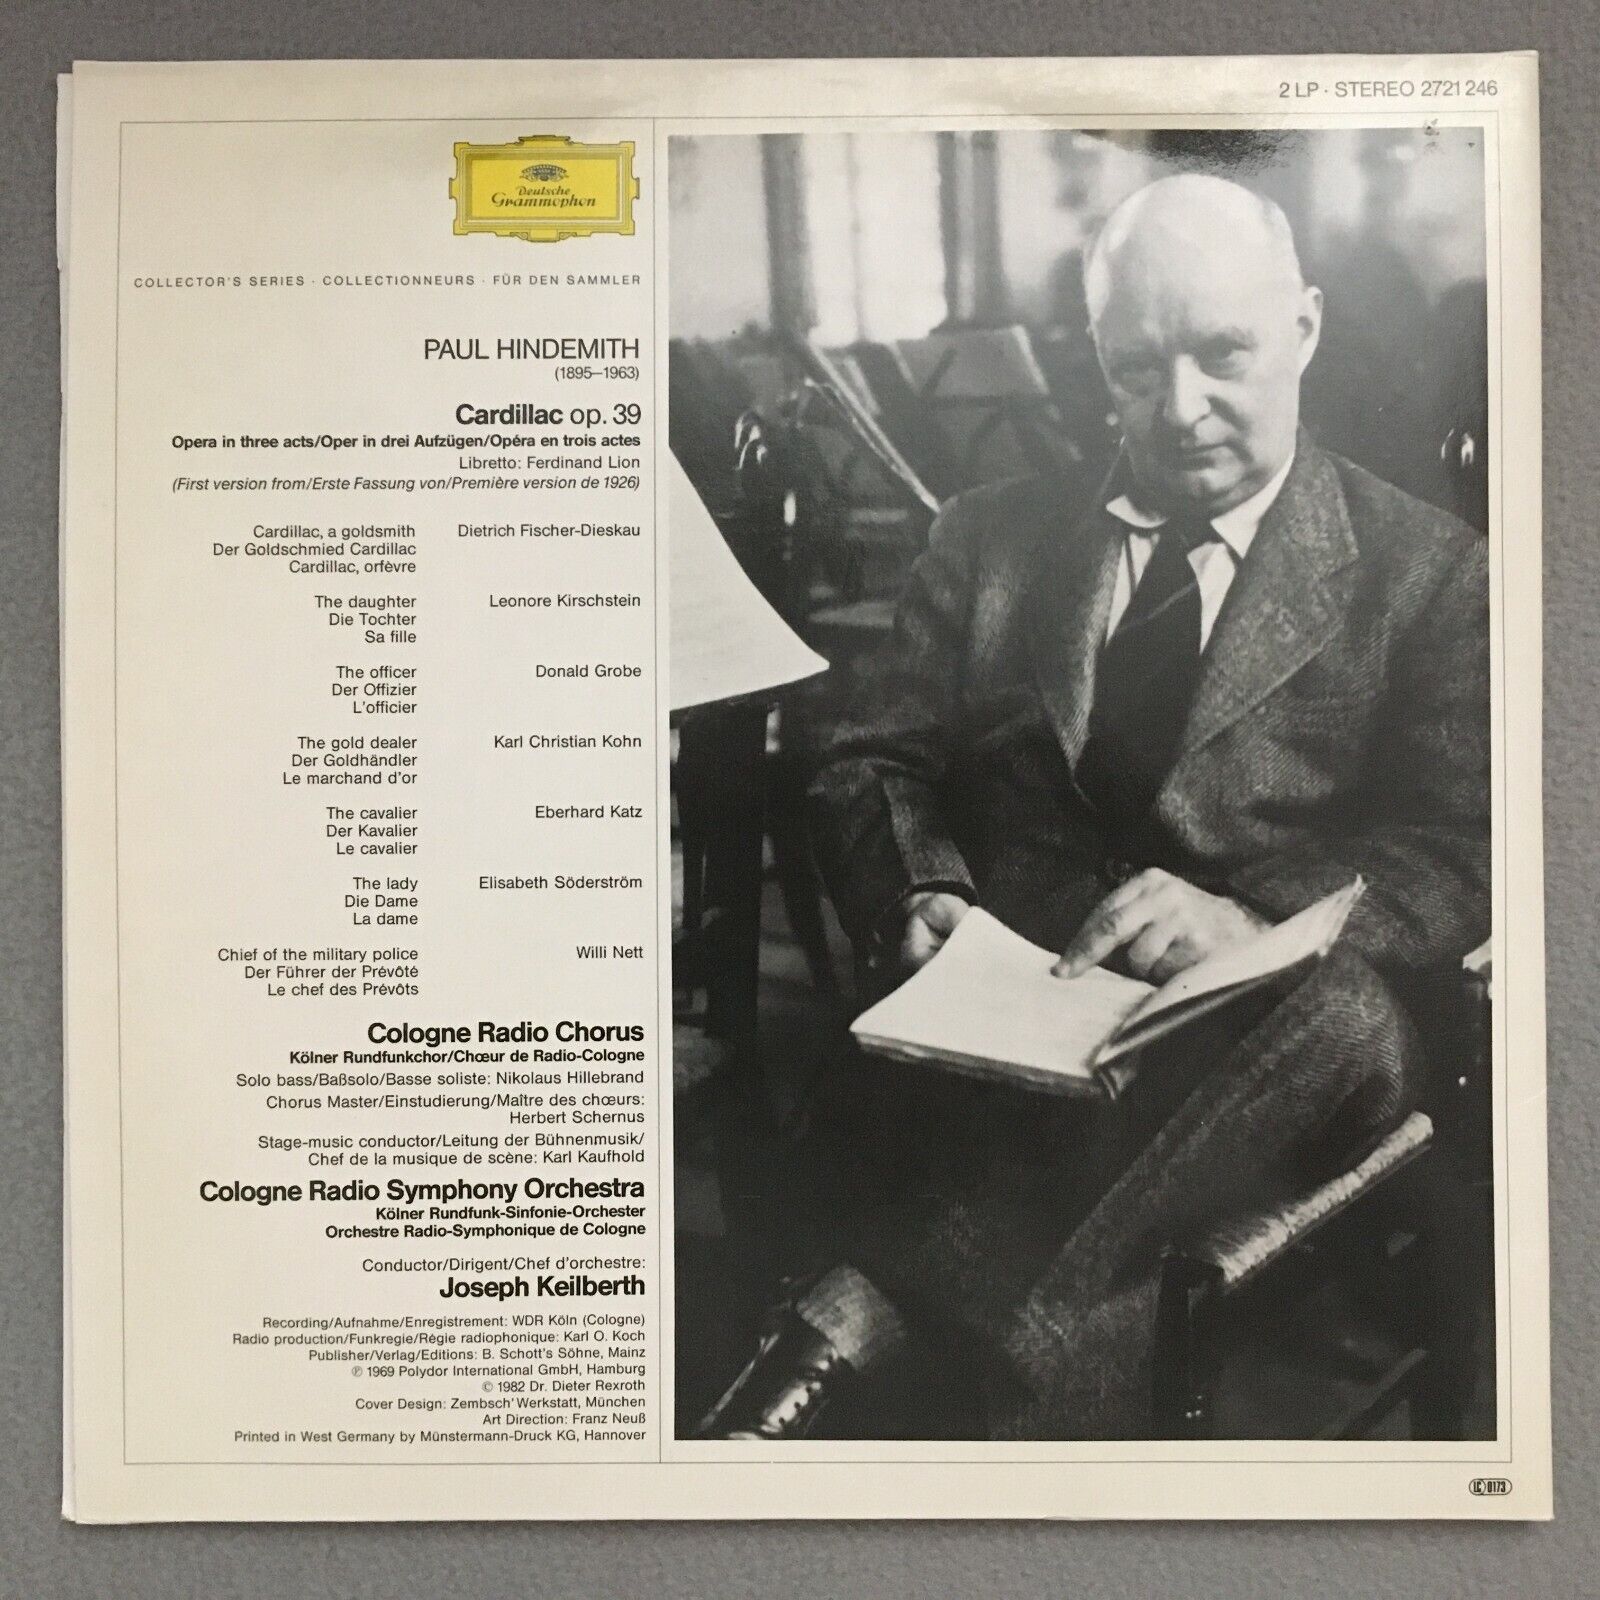 2 LP · STEREO 2721 246
Deutsche
Grammophon
COLLECTOR'S SERIES · COLLECTIONNEURS · FÜR DEN SAMMLER
PAUL HINDEMITH
(1895–1963)
Cardillac op. 39
Opera in three acts/Oper in drei Aufzügen/Opéra en trois actes
Libretto: Ferdinand Lion
(First version from/Erste Fassung von/Première version de 1926)
Cardillac, a goldsmith Dietrich Fischer-Dieskau
Der Goldschmied Cardillac
Cardillac, orfèvre
The daughter Leonore Kirschstein
Die Tochter
Sa fille
The officer Donald Grobe
Der Offizier
L'officier
The gold dealer Karl Christian Kohn
Der Goldhändler
Le marchand d'or
The cavalier Eberhard Katz
Der Kavalier
Le cavalier
The lady Elisabeth Söderström
Die Dame
La dame
Chief of the military police Willi Nett
Der Führer der Prévôté
Le chef des Prévôts
Cologne Radio Chorus
Kölner Rundfunkchor/Chœur de Radio-Cologne
Solo bass/Baßsolo/Basse soliste: Nikolaus Hillebrand
Chorus Master/Einstudierung/Maître des chœurs:
Herbert Schernus
Stage-music conductor/Leitung der Bühnenmusik/
Chef de la musique de scène: Karl Kaufhold
Cologne Radio Symphony Orchestra
Kölner Rundfunk-Sinfonie-Orchester
Orchestre Radio-Symphonique de Cologne
Conductor/Dirigent/Chef d'orchestre:
Joseph Keilberth
Recording/Aufnahme/Enregistrement: WDR Köln (Cologne)
Radio production/Funkregie/Régie radiophonique: Karl O. Koch
Publisher/Verlag/Editions: B. Schott's Söhne, Mainz
℗ 1969 Polydor International GmbH, Hamburg
© 1982 Dr. Dieter Rexroth
Cover Design: Zembsch' Werkstatt, München
Art Direction: Franz Neuß
Printed in West Germany by Münstermann-Druck KG, Hannover
LC 0173